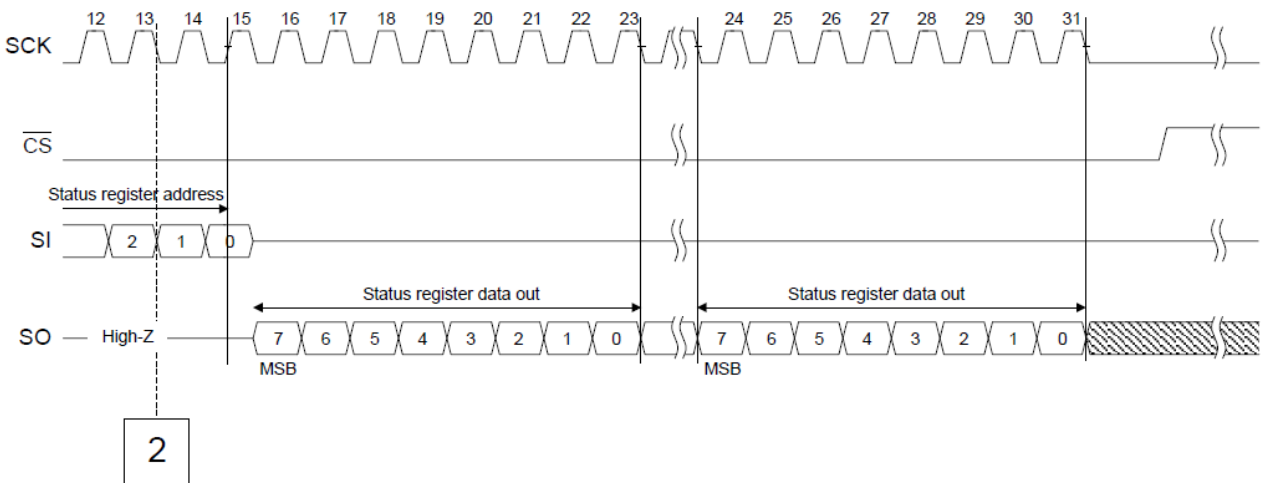 12 13 14 15 16 17 18 19 20 21 22 23 24 25 26 27 28 29 30 31
SCK
CS
Status register address
SI 2 1 0
Status register data out Status register data out
SO High-Z 7 6 5 4 3 2 1 0 7 6 5 4 3 2 1 0
MSB MSB
2